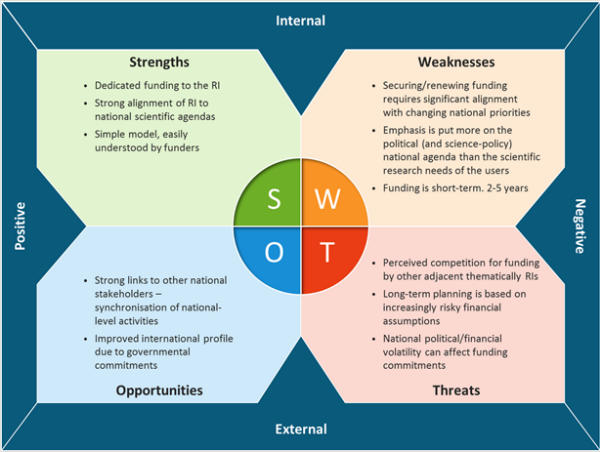 Internal
Strengths
• Dedicated funding to the RI
• Strong alignment of RI to
national scientific agendas
• Simple model, easily
understood by funders
Weaknesses
• Securing/renewing funding
requires significant alignment
with changing national priorities
• Emphasis is put more on the
political (and science-policy)
national agenda than the scientific
research needs of the users
• Funding is short-term. 2-5 years
S W
O T
Positive
Negative
• Strong links to other national
stakeholders –
synchronisation of national-
level activities
• Improved international profile
due to governmental
commitments
Opportunities
• Perceived competition for funding
by other adjacent thematically RIs
• Long-term planning is based on
increasingly risky financial
assumptions
• National political/financial
volatility can affect funding
commitments
Threats
External